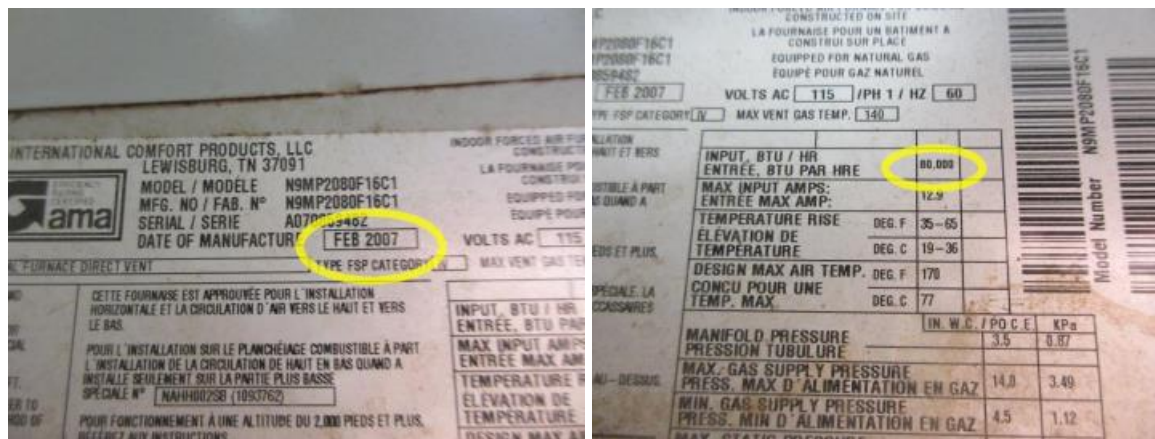 INTERNATIONAL COMFORT PRODUCTS, LLC
LEWISBURG, TN 37091
MODEL / MODÈLE N9MP2080F16C1
MFG. NO / FAB. N° N9MP2080F16C1
SERIAL / SERIE
DATE OF MANUFACTURE FEB 2007
ama
FURNACE DIRECT VENT
TYPE FSP CATEGORY IV MAX VENT GAS
INDOOR FORCED AIR
LA FOURNAISE
VOLTS AC 115
CETTE FOURNAISE EST APPROUVÉE POUR L'INSTALLATION
HORIZONTALE ET LA CIRCULATION D'AIR VERS LE HAUT ET VERS
LE BAS.
POUR L'INSTALLATION SUR LE PLANCHÉIAGE COMBUSTIBLE À PART
L'INSTALLATION DE LA CIRCULATION DE HAUT EN BAS QUAND A
INSTALLE SEULEMENT SUR LA PARTIE PLUS BASSE
SPÉCIALE N° NAHH002SB (1093762)
POUR FONCTIONNEMENT À UNE ALTITUDE DU 2,000 PIEDS ET PLUS,
RÉFÉREZ AUX INSTRUCTIONS
INPUT, BTU / HR
ENTRÉE, BTU
MAX INPUT
ENTRÉE MAX
TEMPERATURE
ÉLÉVATION DE
TEMPÉRATURE
CONSTRUCTED ON SITE
LA FOURNAISE POUR UN BATIMENT A
CONSTRUI SUR PLACE
EQUIPPED FOR NATURAL GAS
ÉQUIPÉ POUR GAZ NATUREL
FEB 2007
VOLTS AC 115 /PH 1 / HZ 60
TYPE FSP CATEGORY IV MAX VENT GAS TEMP. 140
INPUT, BTU / HR
ENTRÉE, BTU PAR HRE 80,000
MAX INPUT AMPS:
ENTRÉE MAX AMP: 12.9
TEMPERATURE RISE DEG. F 35-65
ÉLÉVATION DE
TEMPÉRATURE DEG. C 19-36
DESIGN MAX AIR TEMP. DEG. F 170
CONCU POUR UNE
TEMP. MAX. DEG. C 77
IN. W.C. / PO C.E. KPa
MANIFOLD PRESSURE
PRESSION TUBULURE 3.5 0.87
MAX. GAS SUPPLY PRESSURE
PRESS. MAX D'ALIMENTATION EN GAZ 14.0 3.49
MIN. GAS SUPPLY PRESSURE
PRESS. MIN D'ALIMENTATION EN GAZ 4.5 1.12
Model Number N9MP2080F16C1